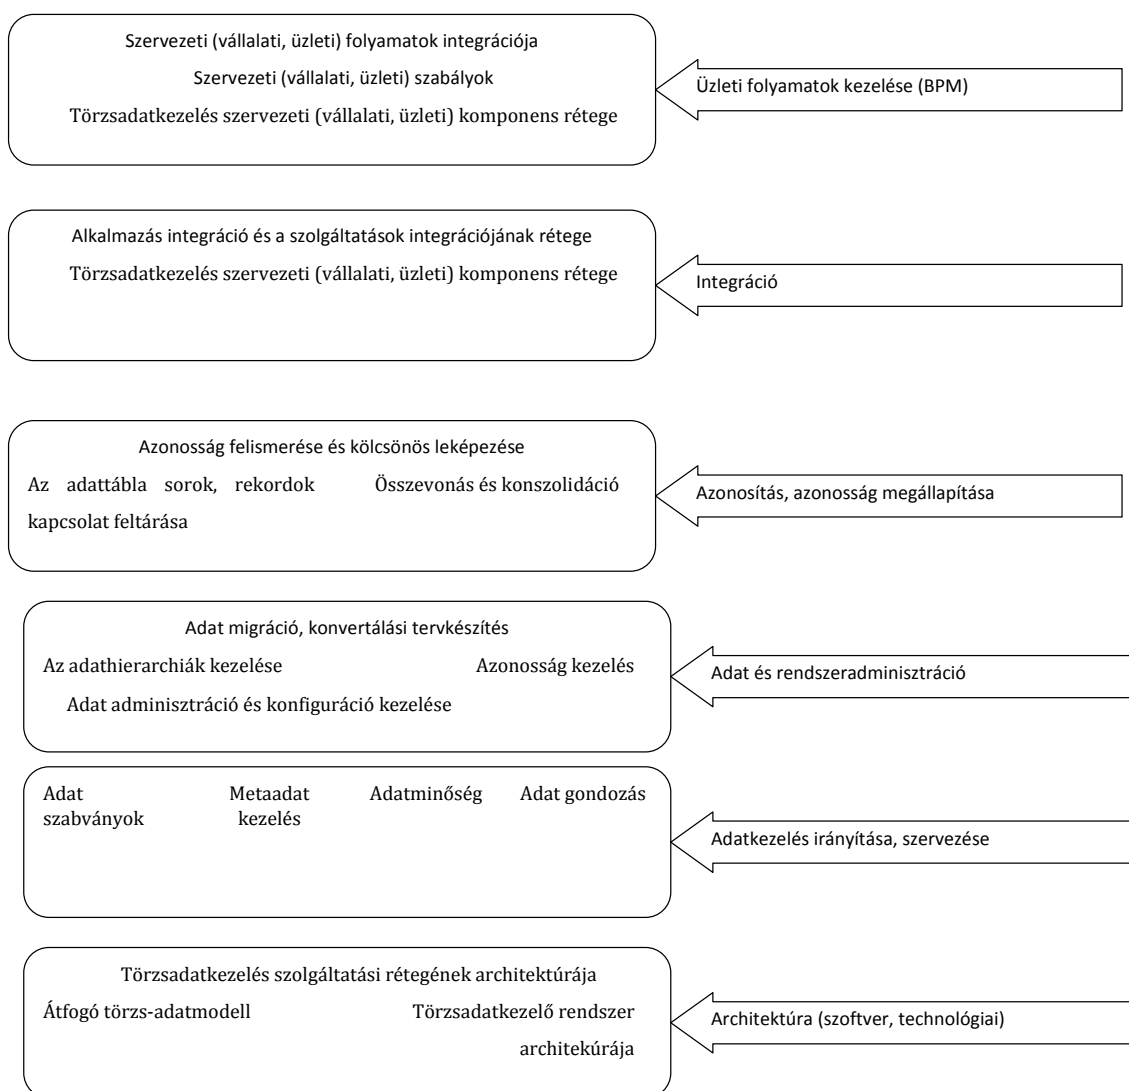 Szervezeti (vállalati, üzleti) folyamatok integrációja
Szervezeti (vállalati, üzleti) szabályok
Törzsadatkezelés szervezeti (vállalati, üzleti) komponens rétege
Üzleti folyamatok kezelése (BPM)
Alkalmazás integráció és a szolgáltatások integrációjának rétege
Törzsadatkezelés szervezeti (vállalati, üzleti) komponens rétege
Integráció
Azonosság felismerése és kölcsönös leképezése
Az adattábla sorok, rekordok
kapcsolat feltárása
Összevonás és konszolidáció
Azonosítás, azonosság megállapítása
Adat migráció, konvertálási tervkészítés
Az adathierarchiák kezelése
Azonosság kezelés
Adat adminisztráció és konfiguráció kezelése
Adat és rendszeradminisztráció
Adat
szabványok
Metaadat
kezelés
Adatminőség
Adat gondozás
Adatkezelés irányítása, szervezése
Törzsadatkezelés szolgáltatási rétegének architektúrája
Átfogó törzs-adatmodell
Törzsadatkezelő rendszer
architekúrája
Architektúra (szoftver, technológiai)